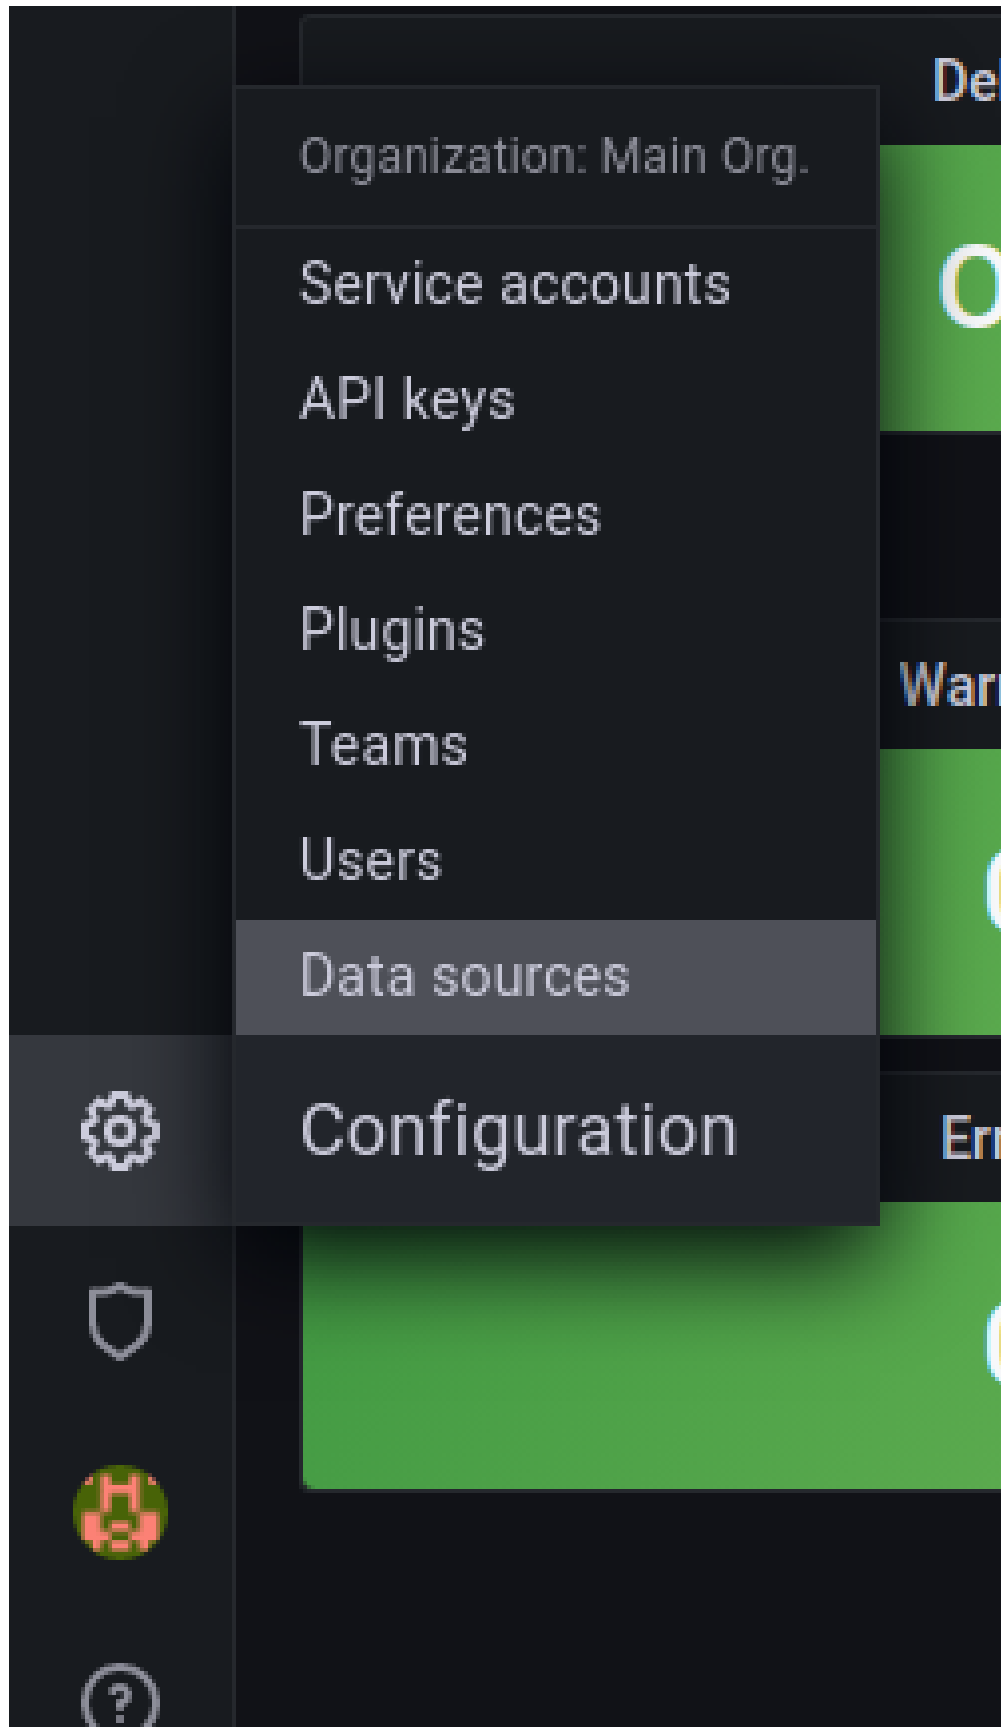 Organization: Main Org.
Service accounts
API keys
Preferences
Plugins
Teams
Users
Data sources
Configuration